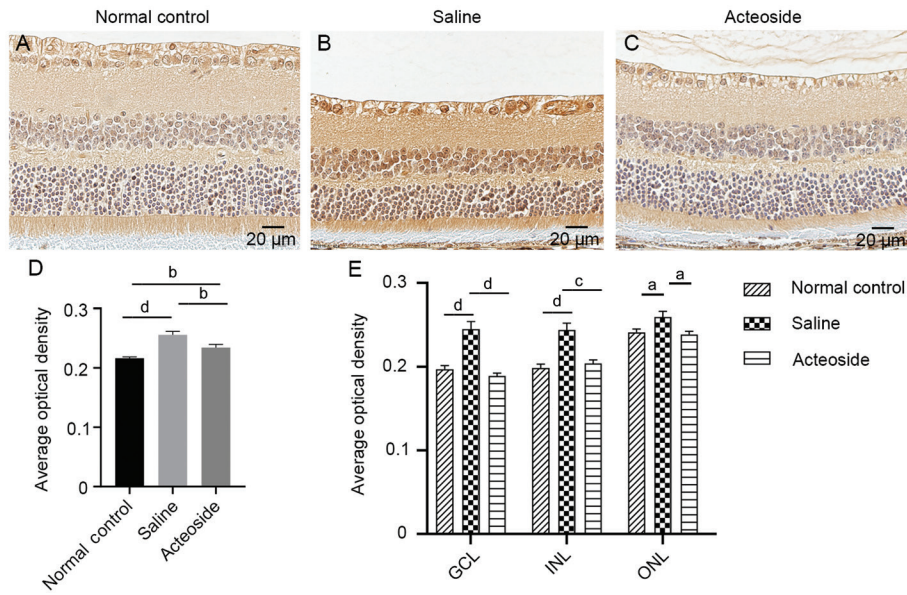 Normal control
Saline
Acteoside
A
B
C
20 μm
20 μm
20 μm
D
b
d
b
0.3
0.2
0.1
0
Average optical density
Normal control
Saline
Acteoside
E
d
d
d
c
a
a
0.3
0.2
0.1
0
Average optical density
GCL
INL
ONL
Normal control
Saline
Acteoside